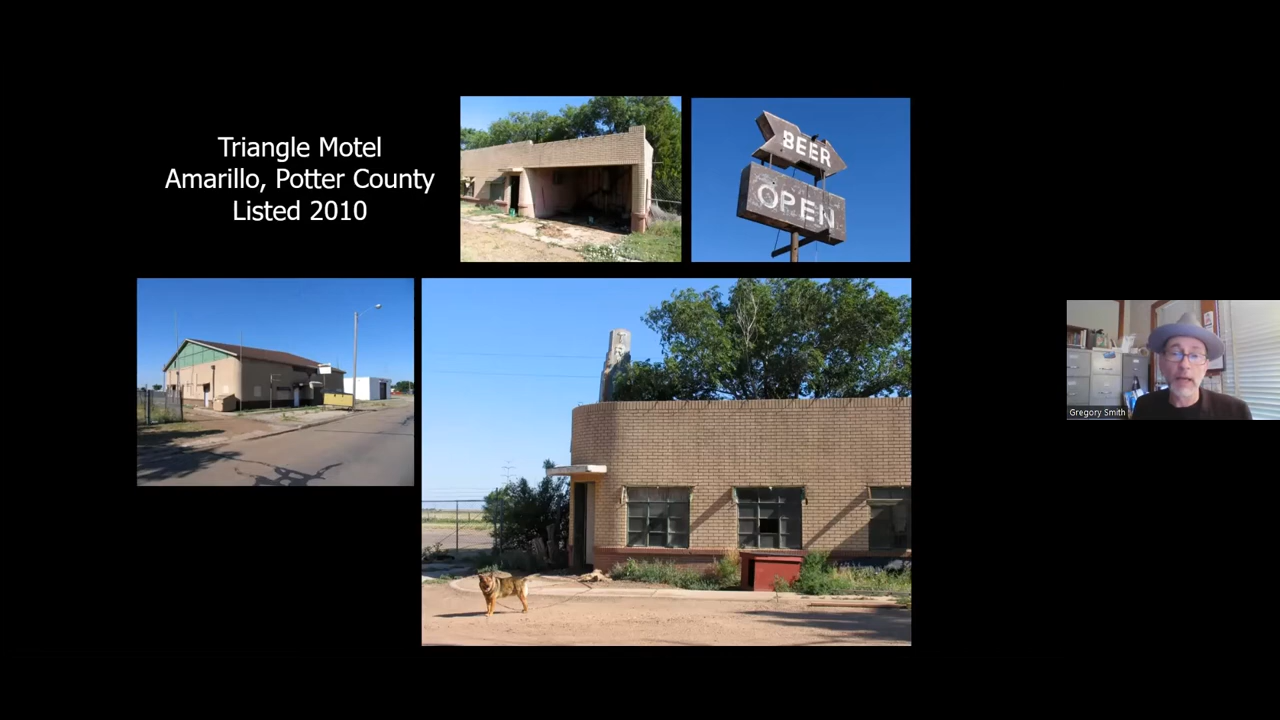 Triangle Motel
Amarillo, Potter County
Listed 2010
BEER
OPEN
Gregory Smith